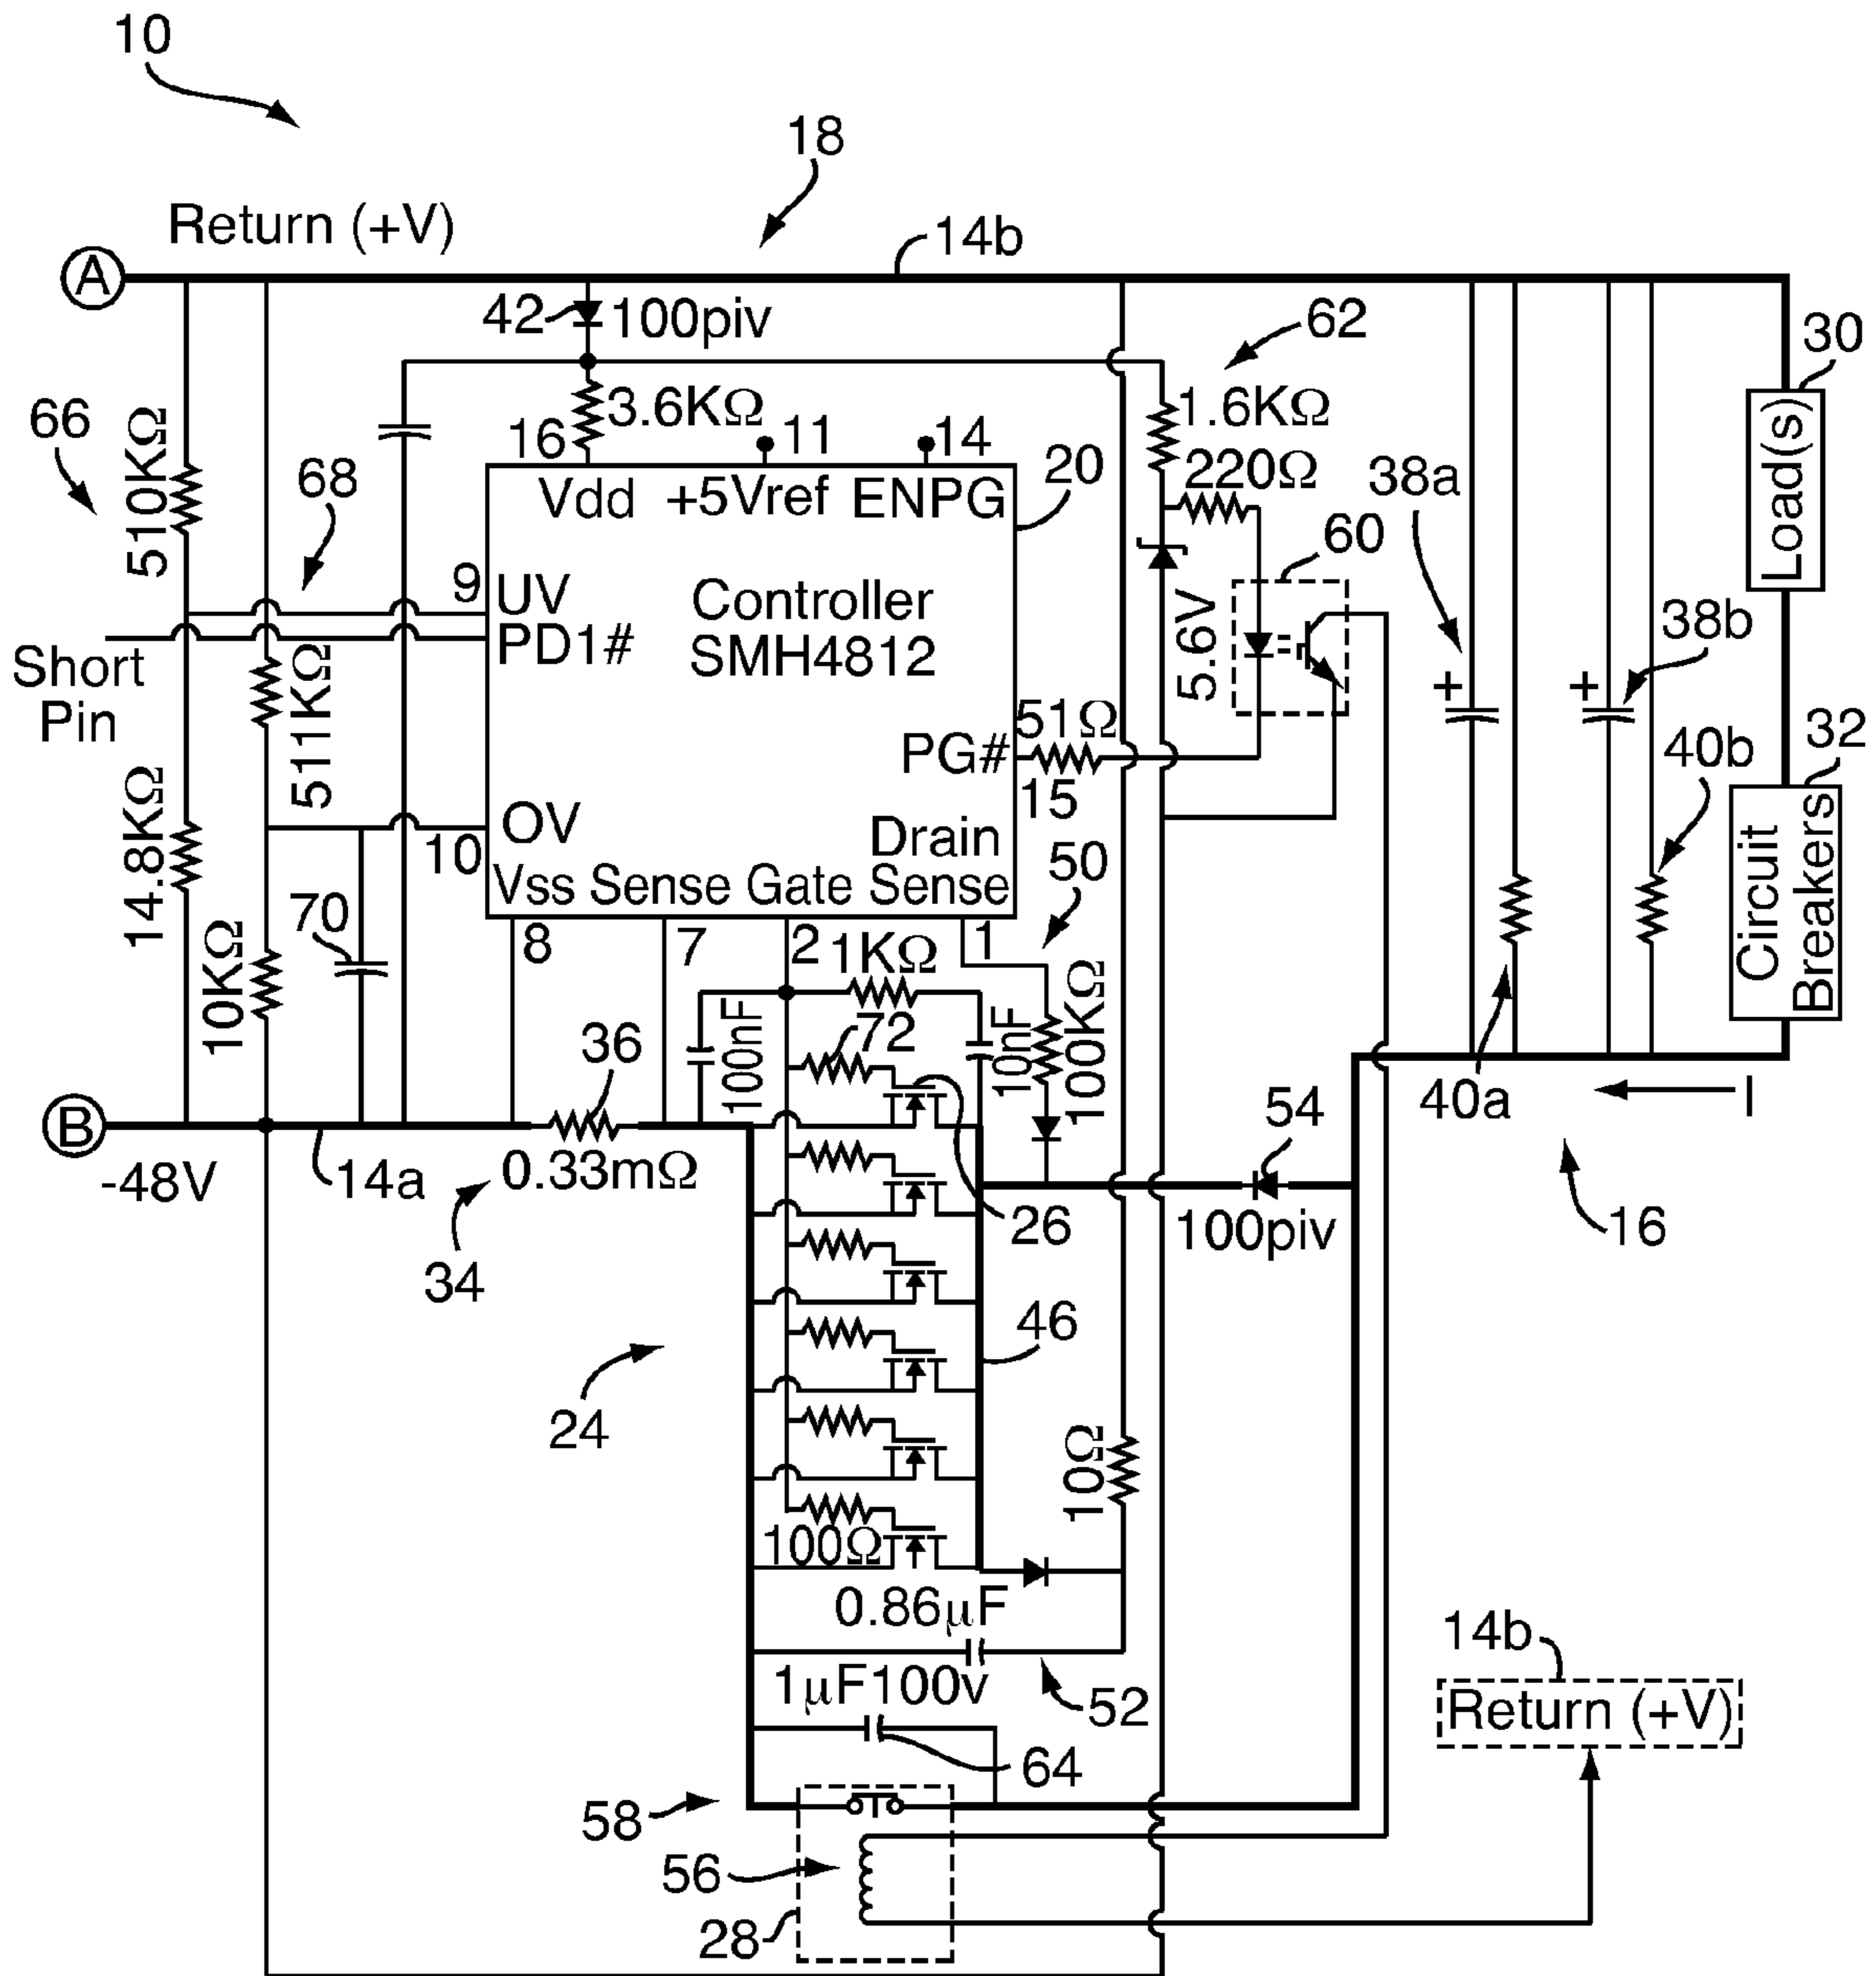 10
18
Return (+V)
14b
A
42
100piv
62
30
66
3.6KΩ
1.6KΩ
16
11
14
20
220Ω
38a
Load(s)
510KΩ
68
Vdd
+5Vref
ENPG
60
9
UV
Controller
5.6V
38b
PD1#
SMH4812
Short
Pin
511KΩ
51Ω
PG#
15
32
40b
14.8KΩ
OV
10
Drain
50
Circuit
Breakers
Vss
Sense
Gate
Sense
70
8
7
2
1
1KΩ
10KΩ
36
100nF
72
10nF
100KΩ
40a
I
B
54
-48V
14a
0.33mΩ
26
100piv
16
34
46
24
10Ω
100Ω
0.86μF
14b
1μF100v
52
Return (+V)
64
58
56
28